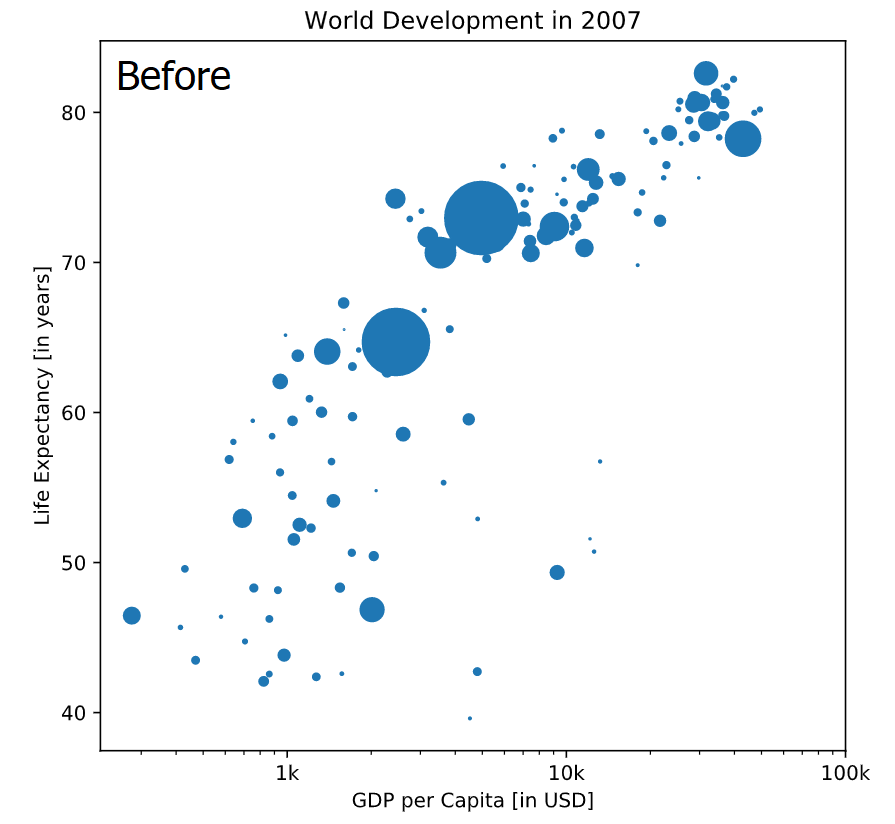 World Development in 2007
Before
80
70
60
50
40
Life Expectancy [in years]
1k
10k
100k
GDP per Capita [in USD]